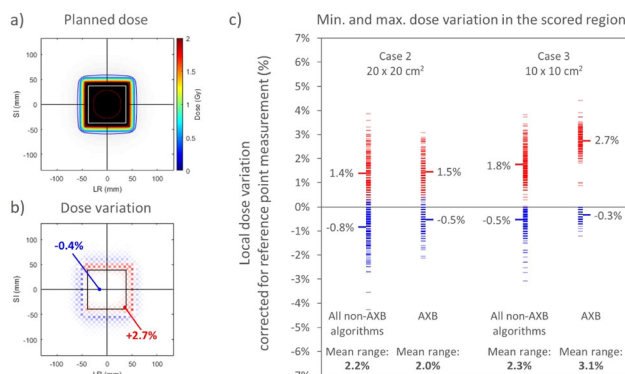 a) Planned dose
SI (mm)
100
50
0
-50
-100
-100 -50 0 50 100
LR (mm)
2
1.5
1
0.5
0
Dose (Gy)
b) Dose variation
SI (mm)
100
50
0
-50
-100
-0.4%
+2.7%
-100 -50 0 50 100
LR (mm)
c) Min. and max. dose variation in the scored region
Local dose variation
corrected for reference point measurement (%)
7%
6%
5%
4%
3%
2%
1%
0%
-1%
-2%
-3%
-4%
-5%
-6%
-7%
Case 2
20 x 20 cm²
Case 3
10 x 10 cm²
1.4%
1.5%
1.8%
2.7%
-0.8%
-0.5%
-0.5%
-0.3%
All non-AXB
algorithms
AXB
All non-AXB
algorithms
AXB
Mean range:
2.2%
Mean range:
2.0%
Mean range:
2.3%
Mean range:
3.1%